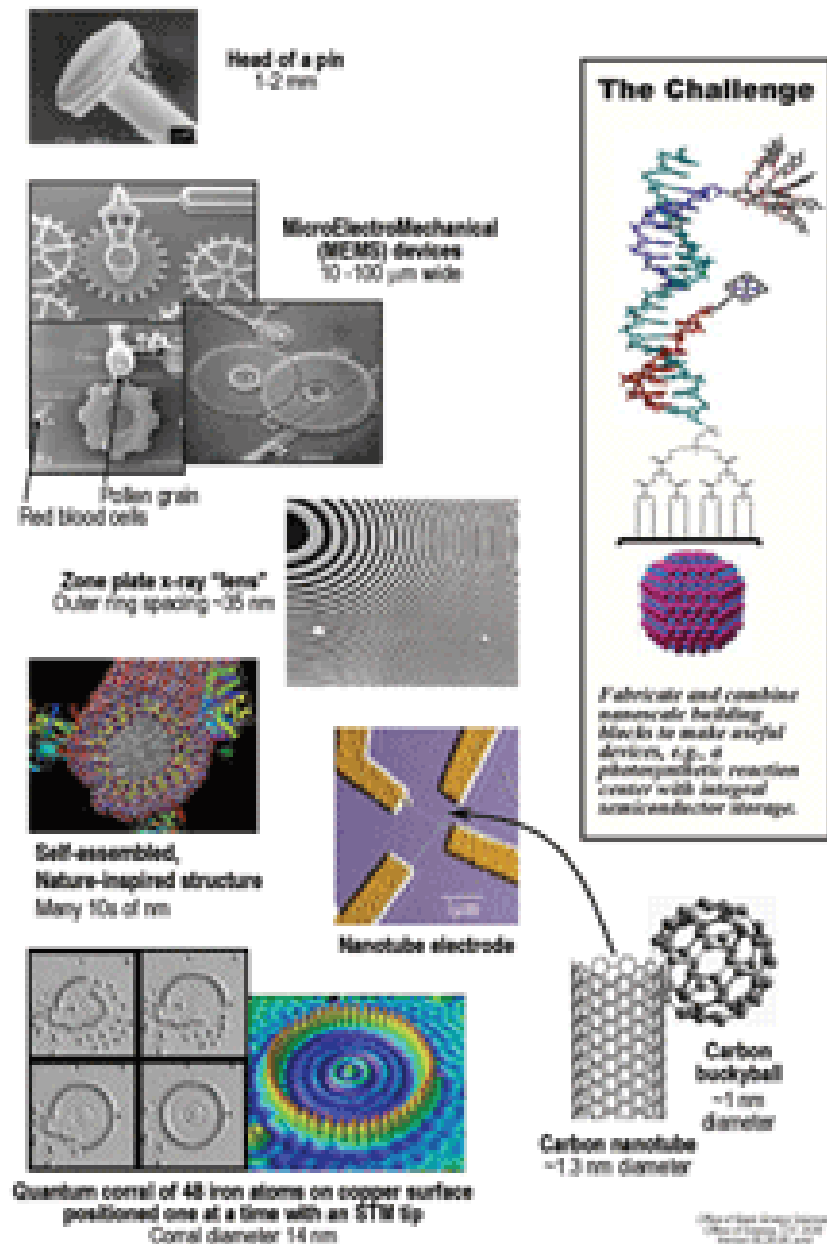 Head of a pin
1-2 mm
The Challenge
MicroElectroMechanical
(MEMS) devices
10 -100 μm wide
Pollen grain
Red blood cells
Zone plate x-ray "lens"
Outer ring spacing ~35 nm
Fabricate and combine
nanoscale building
blocks to make useful
devices, e.g., a
photosynthetic reaction
center with integral
semiconductor storage.
Self-assembled,
Nature-inspired structure
Many 10s of nm
Nanotube electrode
Carbon
buckyball
~1 nm
diameter
Carbon nanotube
~1.3 nm diameter
Quantum corral of 48 iron atoms on copper surface
positioned one at a time with an STM tip
Corral diameter 14 nm